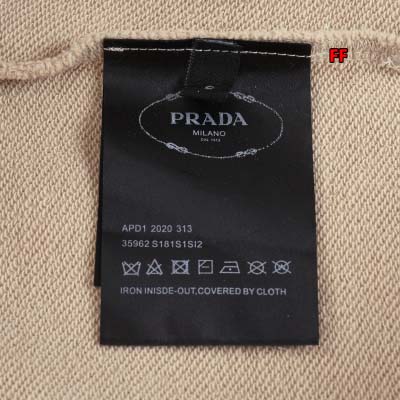 FF
PRADA
MILANO
DAL 1913
APD1 2020 313
35962 S181S1SI2
IRON INISDE-OUT,COVERED BY CLOTH